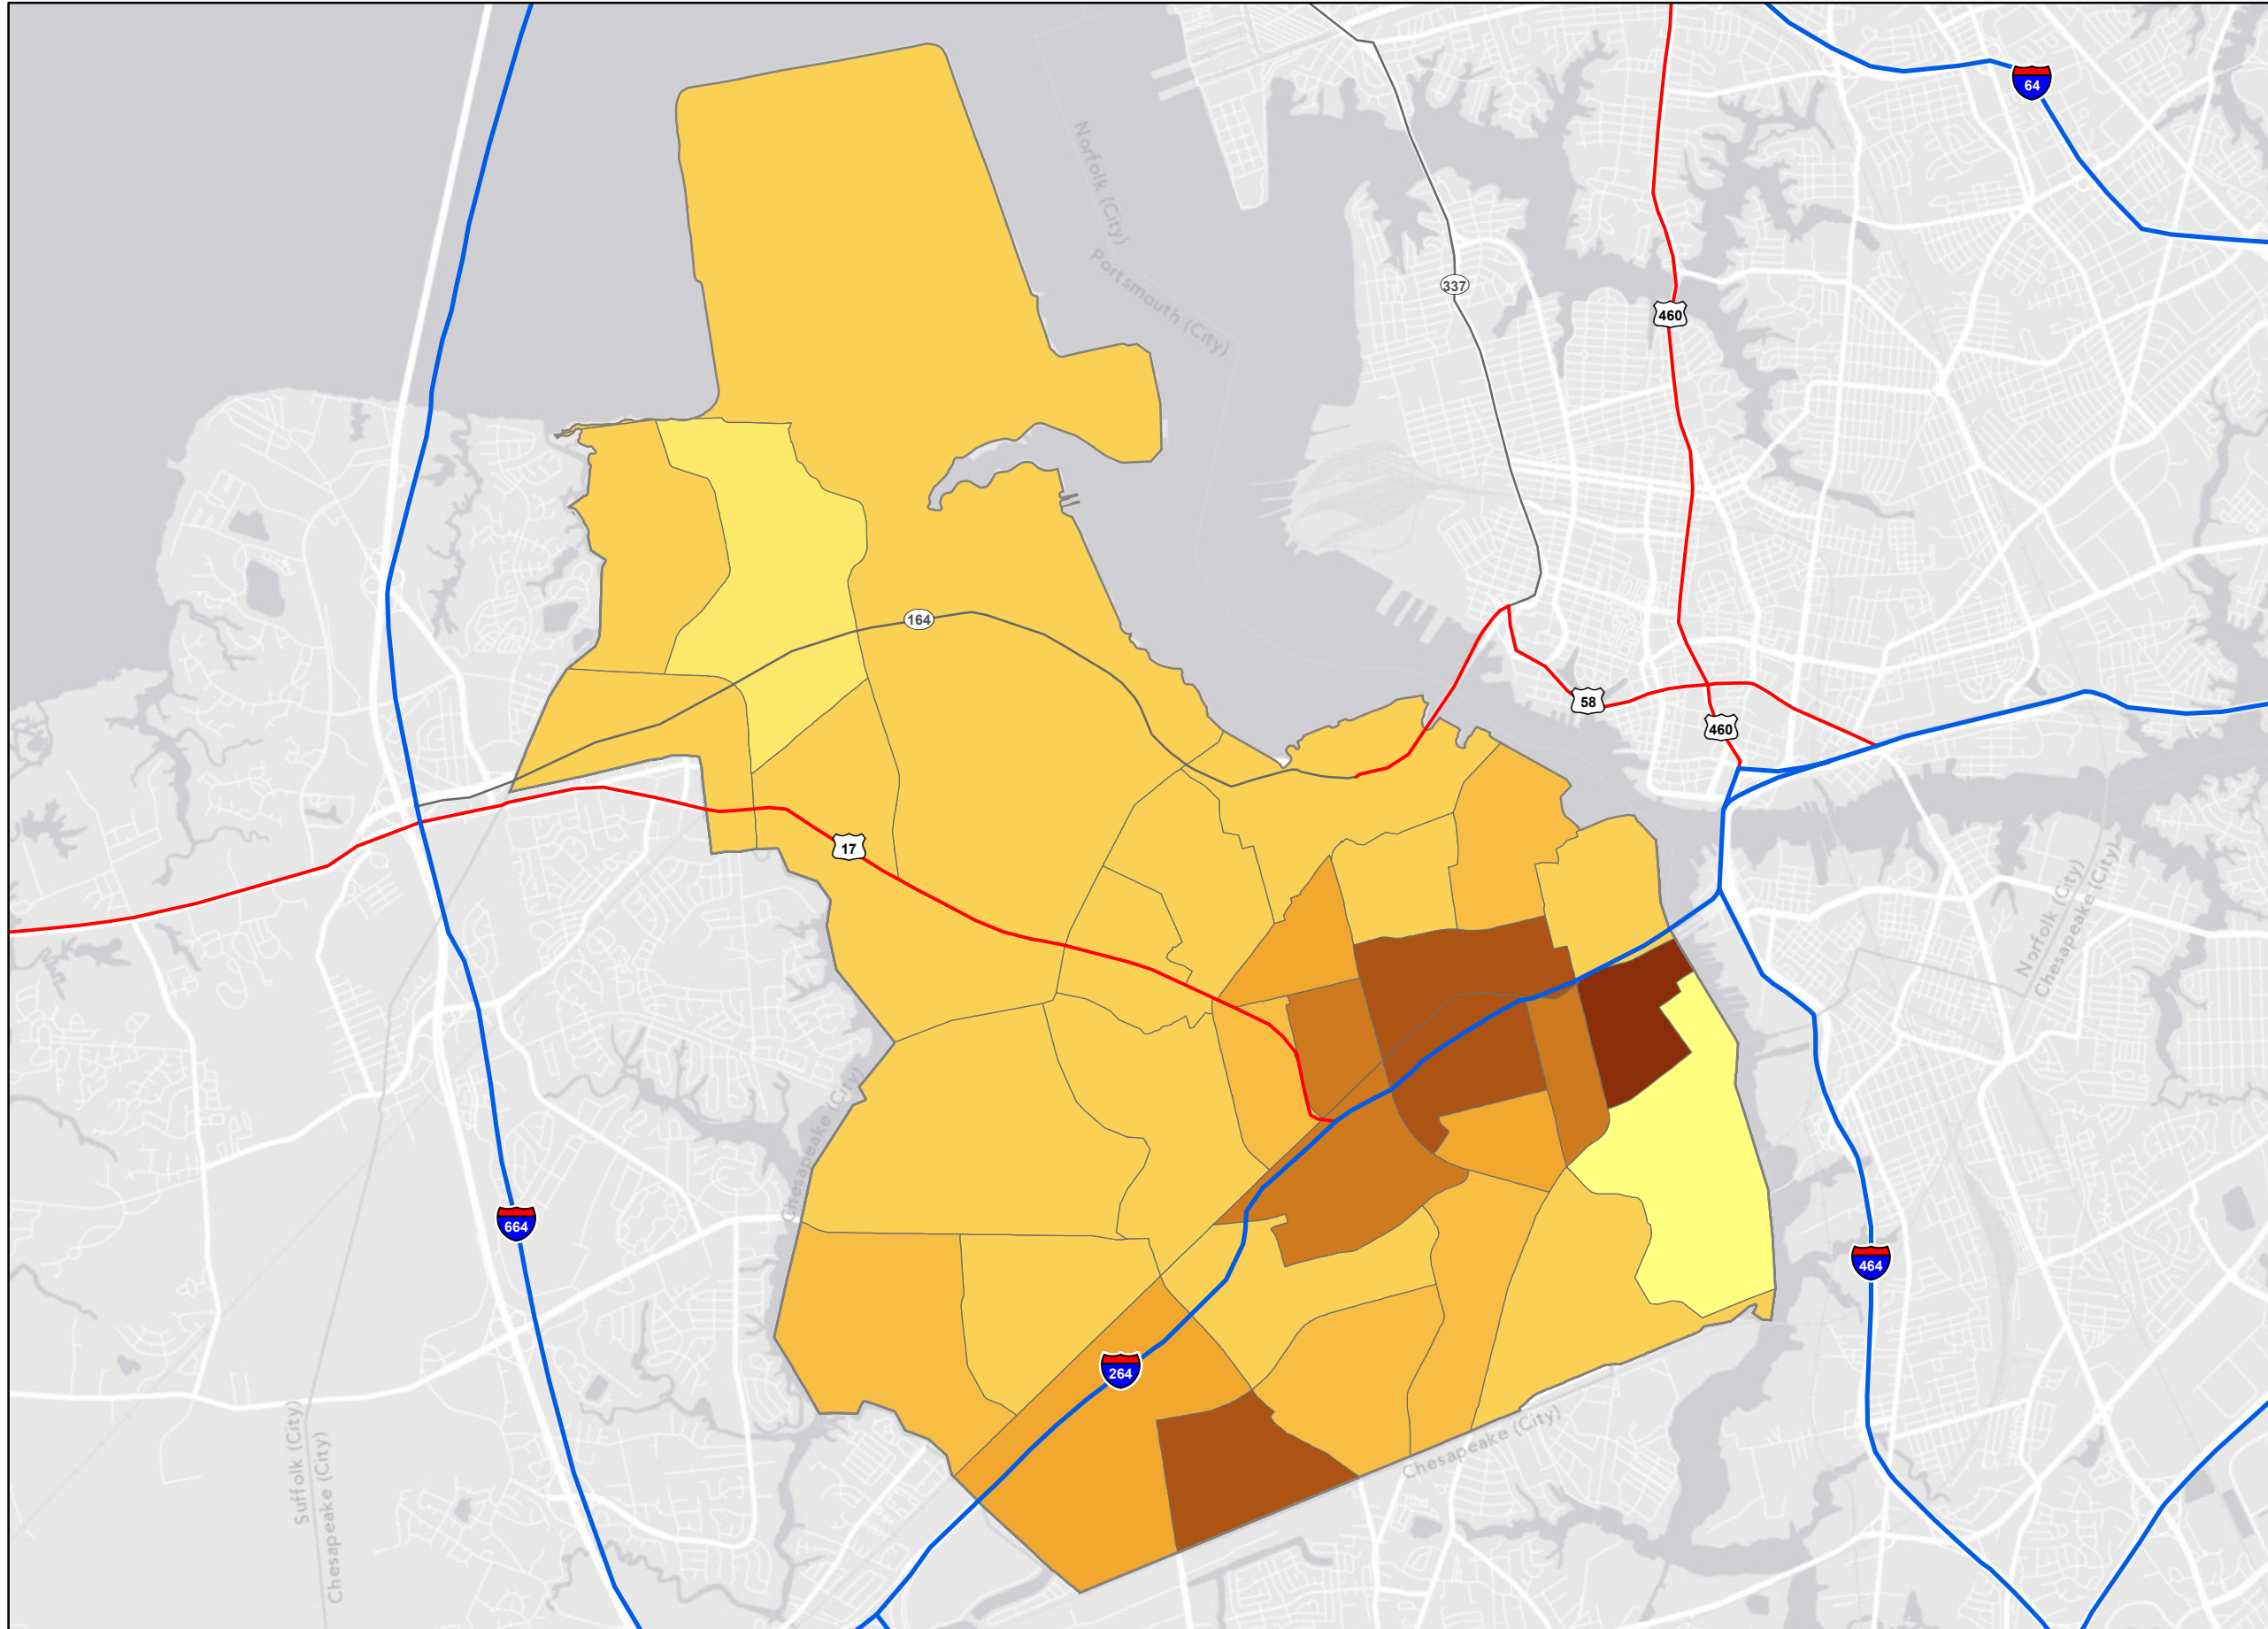 64
Norfolk (City)
Portsmouth (City)
337
460
164
58
460
17
Norfolk (City)
Chesapeake (City)
Chesapeake (City)
664
464
264
Chesapeake (City)
Suffolk (City)
Chesapeake (City)